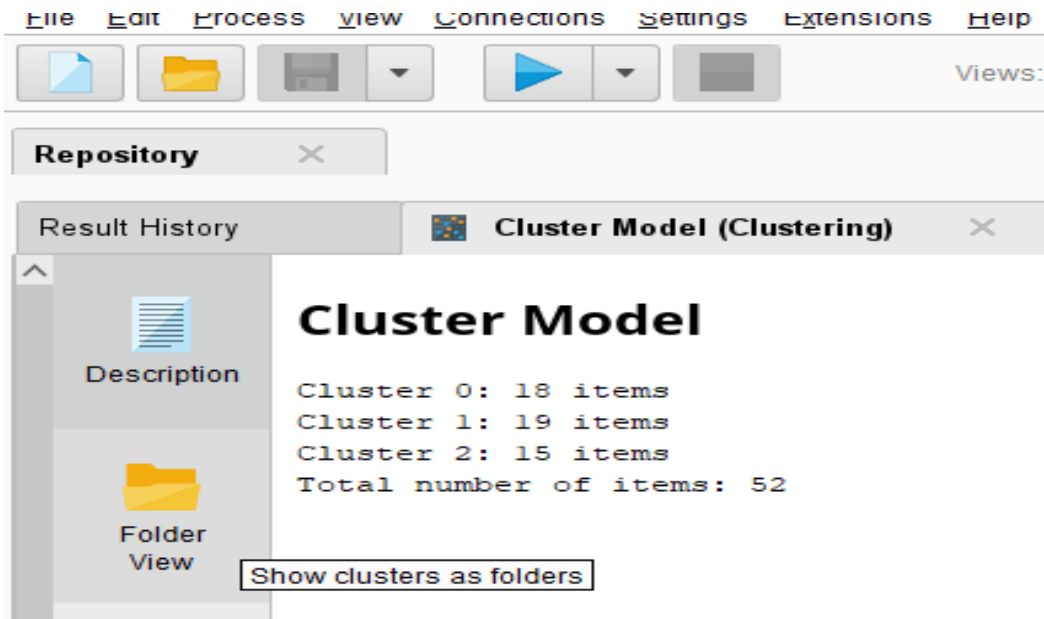 File Edit Process View Connections Settings Extensions Help
Views:
Repository
Result History Cluster Model (Clustering)
Cluster Model
Description
Cluster 0: 18 items
Cluster 1: 19 items
Cluster 2: 15 items
Total number of items: 52
Folder
View
Show clusters as folders